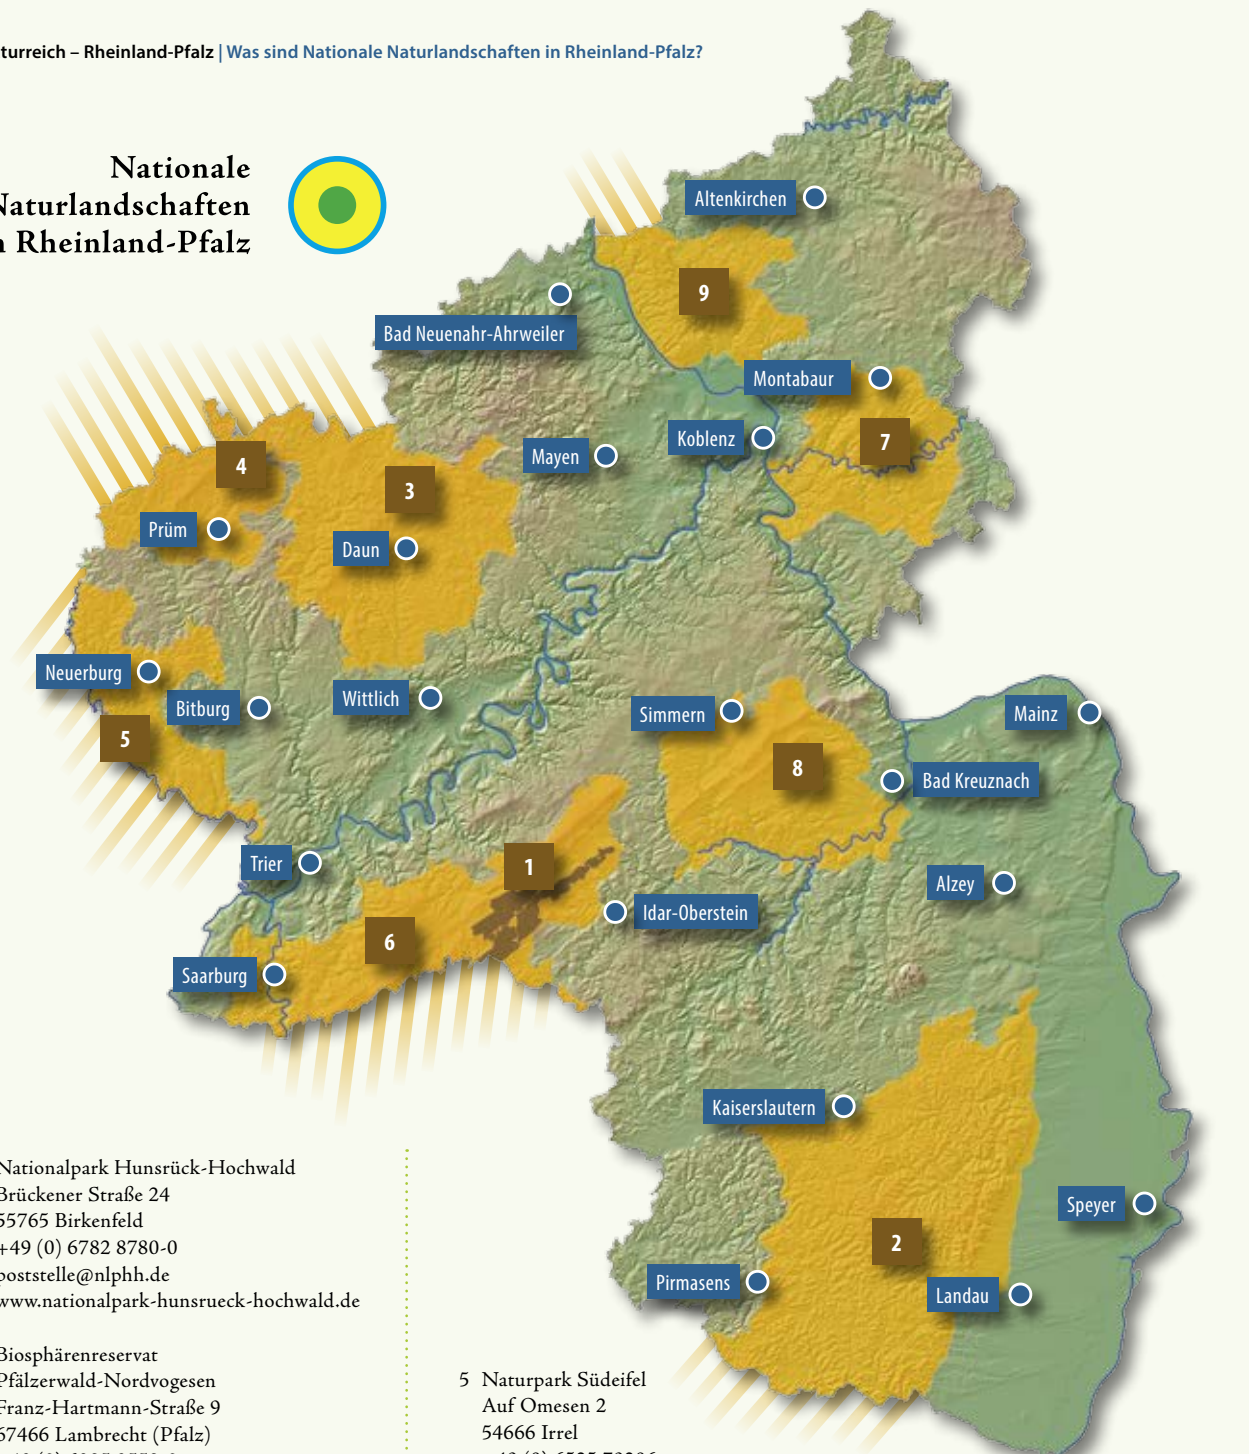 turreich – Rheinland-Pfalz | Was sind Nationale Naturlandschaften in Rheinland-Pfalz?
Nationale
Naturlandschaften
n Rheinland-Pfalz
Altenkirchen
9
Bad Neuenahr-Ahrweiler
Montabaur
Koblenz
7
Mayen
4
3
Prüm
Daun
Neuerburg
Bitburg
Wittlich
5
Simmern
Mainz
8
Bad Kreuznach
Trier
1
Alzey
Idar-Oberstein
6
Saarburg
Kaiserslautern
Speyer
2
Pirmasens
Landau
Nationalpark Hunsrück-Hochwald
Brückener Straße 24
55765 Birkenfeld
+49 (0) 6782 8780-0
poststelle@nlphh.de
www.nationalpark-hunsrueck-hochwald.de
Biosphärenreservat
Pfälzerwald-Nordvogesen
Franz-Hartmann-Straße 9
67466 Lambrecht (Pfalz)
5 Naturpark Südeifel
Auf Omesen 2
54666 Irrel